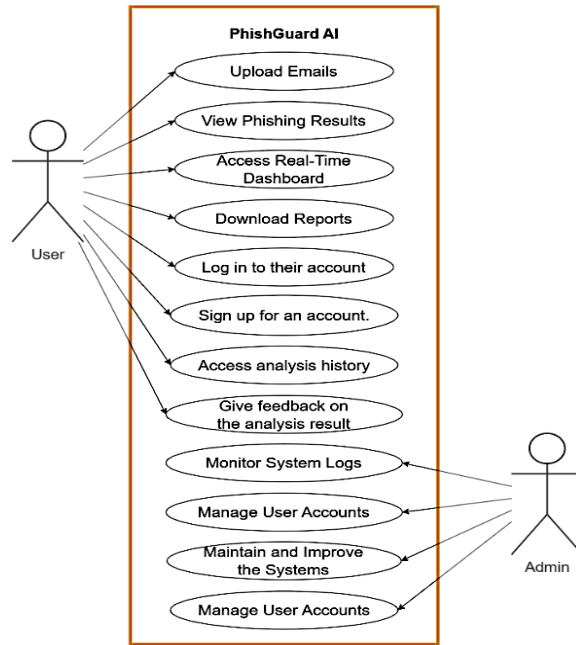 PhishGuard AI
Upload Emails
View Phishing Results
Access Real-Time
Dashboard
Download Reports
Log in to their account
Sign up for an account.
Access analysis history
Give feedback on
the analysis result
Monitor System Logs
Manage User Accounts
Maintain and Improve
the Systems
Manage User Accounts
User
Admin